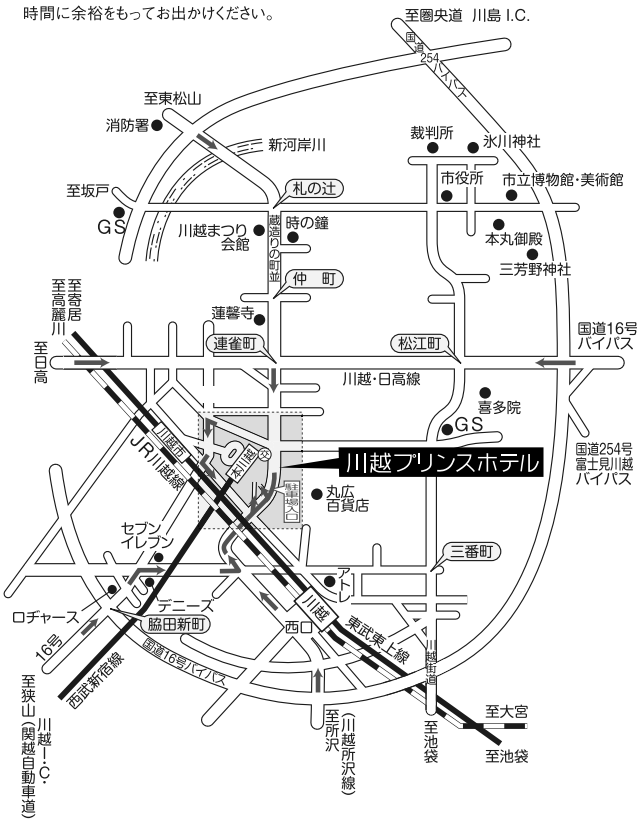 時間に余裕をもってお出かけください。
至圏央道 川島 I.C.
国道254バイパス
至東松山
消防署
新河岸川
裁判所
氷川神社
至坂戸
札の辻
市役所
市立博物館・美術館
GS
川越まつり
会館
蔵造りの町並
時の鐘
本丸御殿
三芳野神社
仲 町
至寄居
至高麗川
蓮馨寺
至日高
連雀町
松江町
国道16号
バイパス
川越・日高線
喜多院
GS
国道254号
富士見川越
バイパス
川越市
JR川越線
本川越
交
川越プリンスホテル
駐車場入口
丸広
百貨店
セブン
イレブン
三番町
アトレ
ロヂャース
デニーズ
脇田新町
川越
西口
東武東上線
16号
国道16号バイパス
西武新宿線
川越街道
川越I・C・
至狭山(関越自動車道)
至所沢
(川越所沢線)
至池袋
至大宮
至池袋